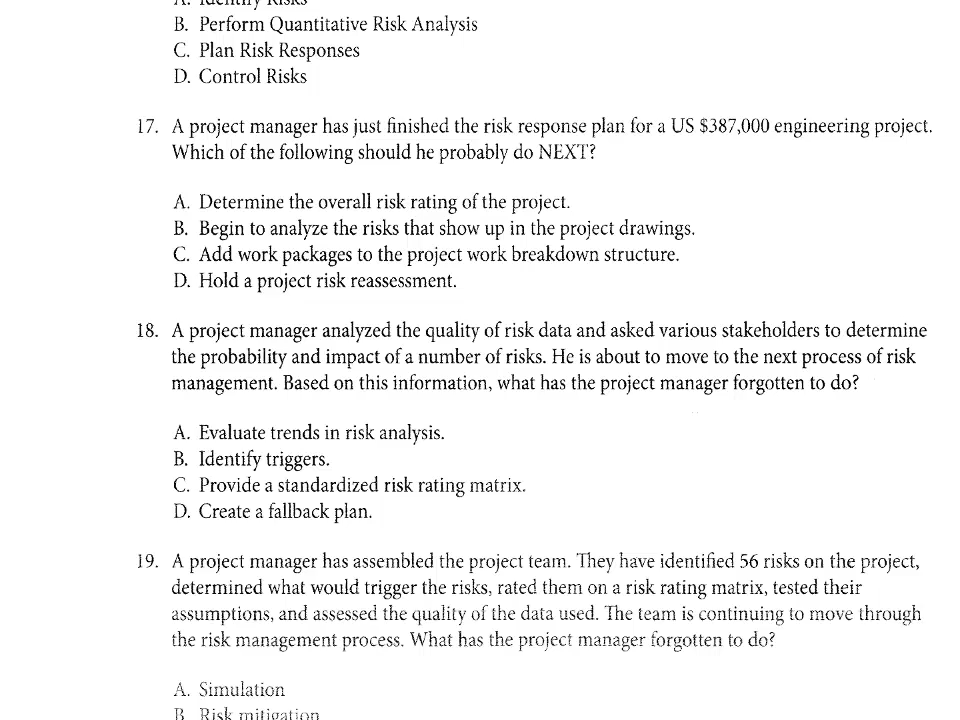 A. Identify Risks
B. Perform Quantitative Risk Analysis
C. Plan Risk Responses
D. Control Risks
17. A project manager has just finished the risk response plan for a US $387,000 engineering project.
Which of the following should he probably do NEXT?
A. Determine the overall risk rating of the project.
B. Begin to analyze the risks that show up in the project drawings.
C. Add work packages to the project work breakdown structure.
D. Hold a project risk reassessment.
18. A project manager analyzed the quality of risk data and asked various stakeholders to determine
the probability and impact of a number of risks. He is about to move to the next process of risk
management. Based on this information, what has the project manager forgotten to do?
A. Evaluate trends in risk analysis.
B. Identify triggers.
C. Provide a standardized risk rating matrix.
D. Create a fallback plan.
19. A project manager has assembled the project team. They have identified 56 risks on the project,
determined what would trigger the risks, rated them on a risk rating matrix, tested their
assumptions, and assessed the quality of the data used. The team is continuing to move through
the risk management process. What has the project manager forgotten to do?
A. Simulation
B. Risk mitigation